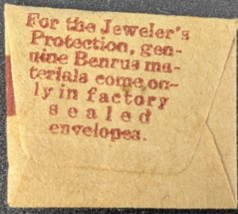 For the Jeweler's
Protection, gen-
uine Benrus ma-
terials come on-
ly in factory
sealed
envelopes.